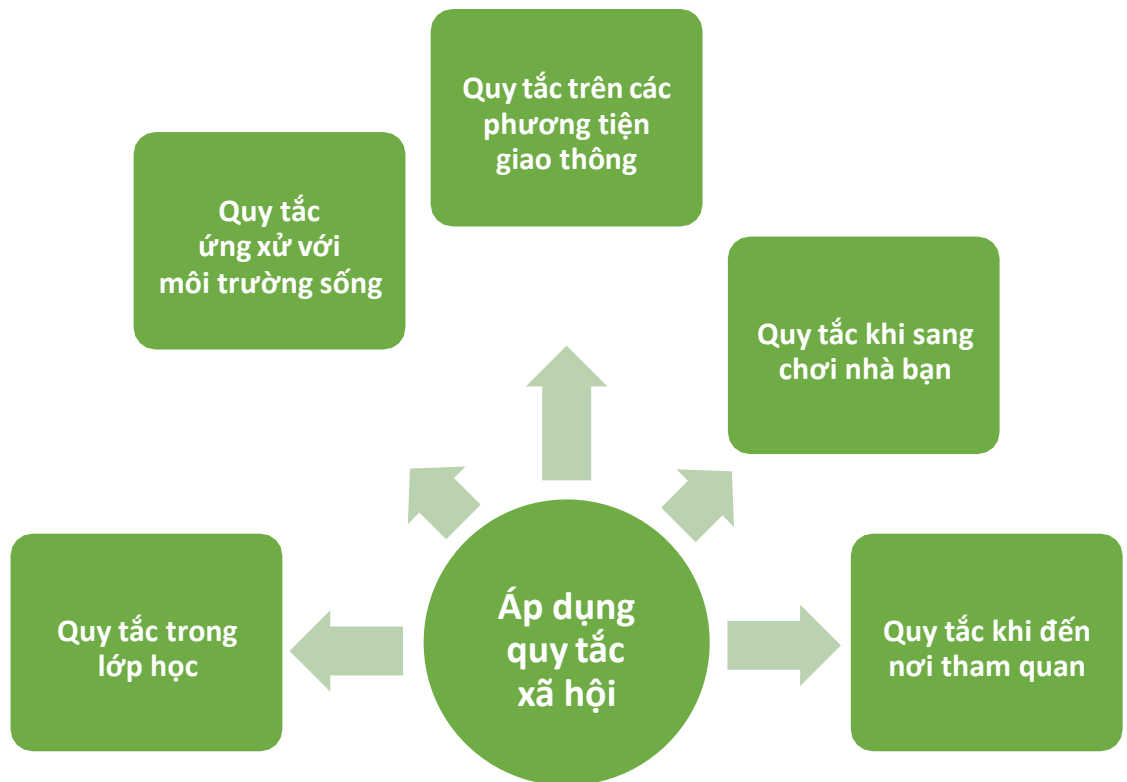 Quy tắc trên các
phương tiện
giao thông
Quy tắc
ứng xử với
môi trường sống
Quy tắc khi sang
chơi nhà bạn
Quy tắc trong
lớp học
Áp dụng
quy tắc
xã hội
Quy tắc khi đến
nơi tham quan